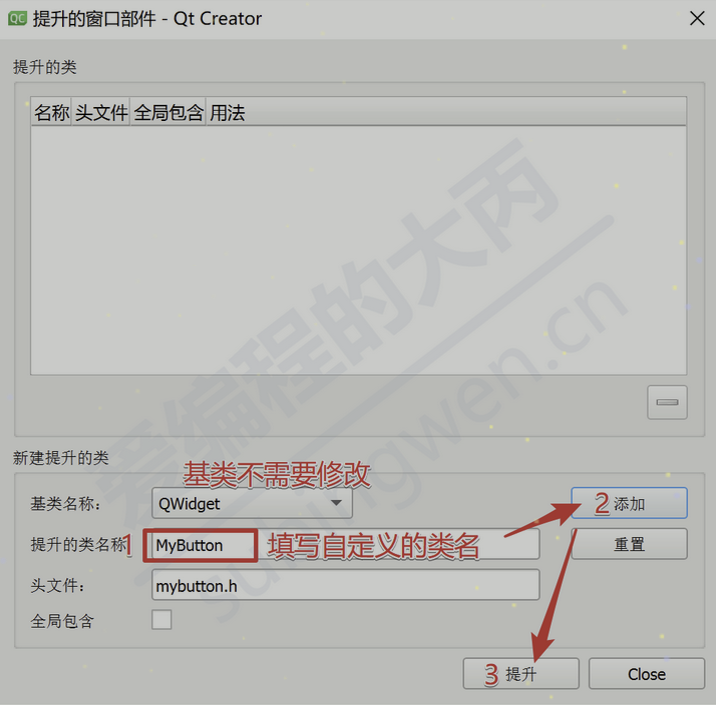 QC 提升的窗口部件 - Qt Creator
提升的类
名称 头文件 全局包含 用法
爱编程的大丙
subingwen.cn
新建提升的类
基类不需要修改
基类名称: QWidget 2 添加
提升的类名称 1 MyButton 填写自定义的类名 重置
头文件: mybutton.h
全局包含
3 提升 Close